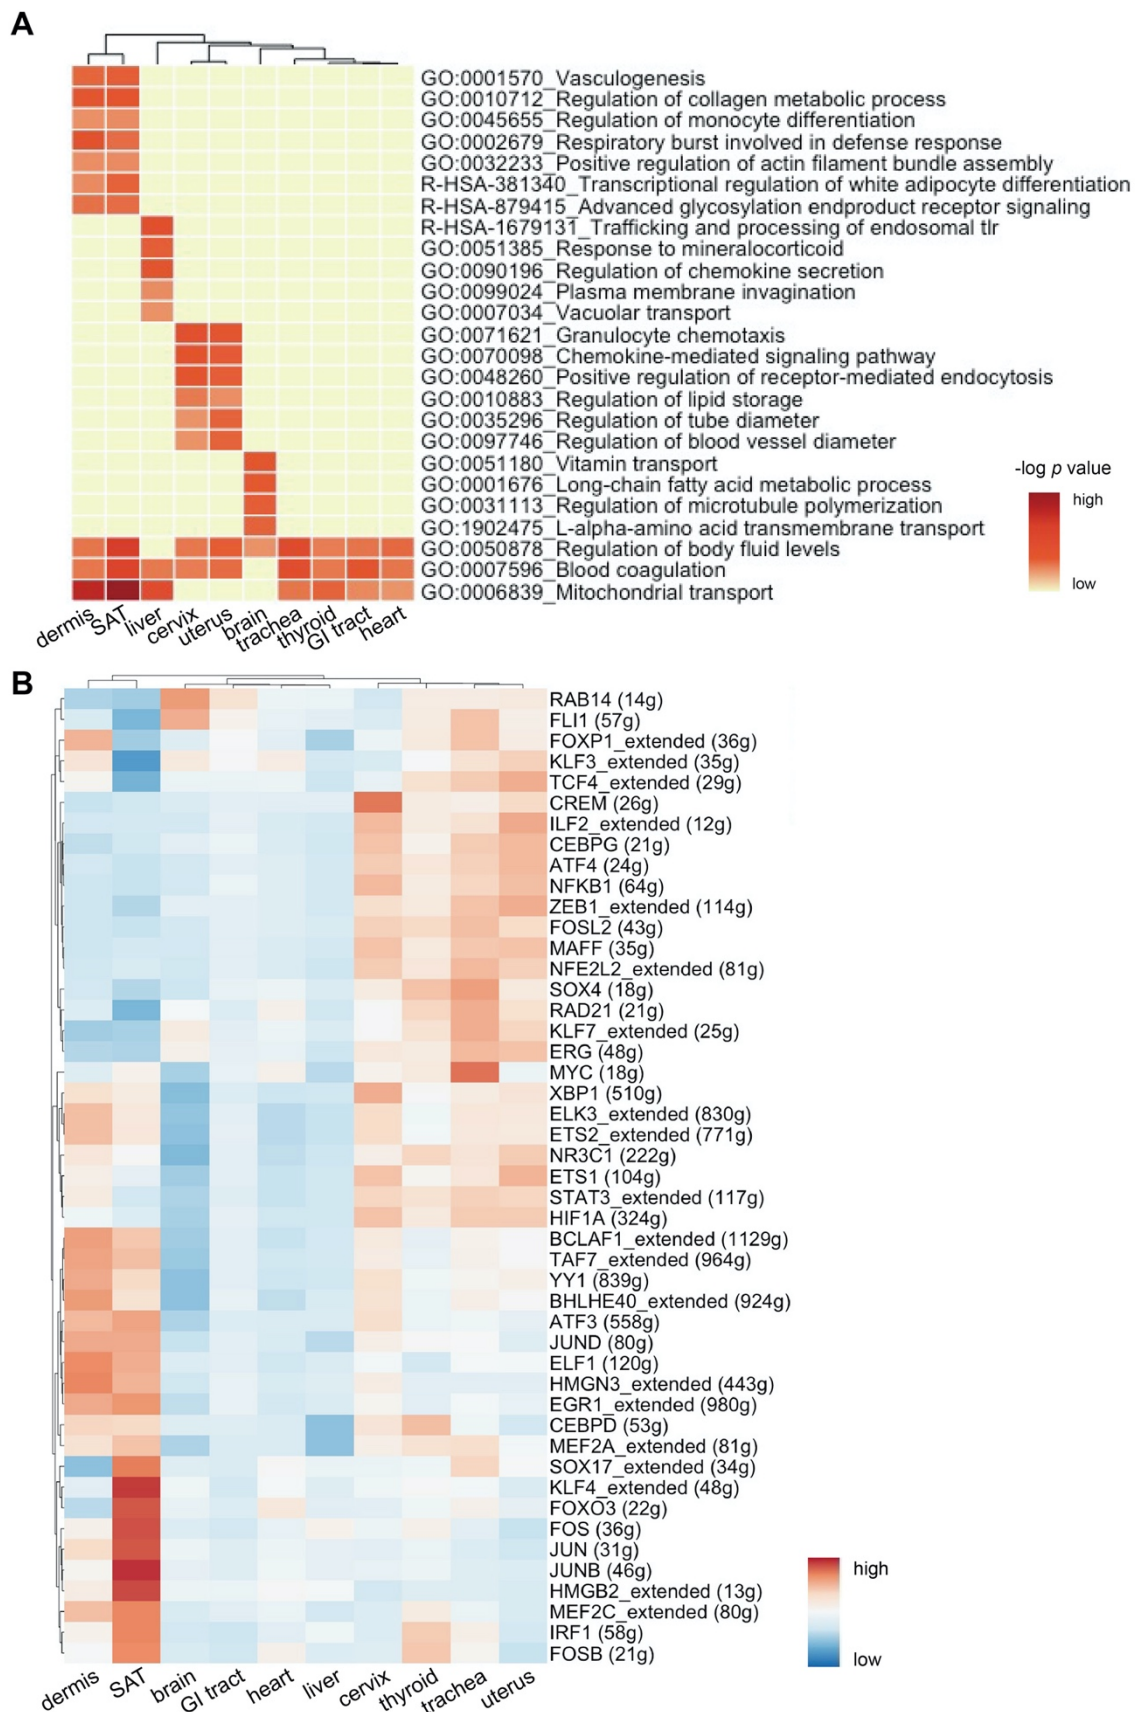 A
GO:0001570_Vasculogenesis
GO:0010712_Regulation of collagen metabolic process
GO:0045655_Regulation of monocyte differentiation
GO:0002679_Respiratory burst involved in defense response
GO:0032233_Positive regulation of actin filament bundle assembly
R-HSA-381340_Transcriptional regulation of white adipocyte differentiation
R-HSA-879415_Advanced glycosylation endproduct receptor signaling
R-HSA-1679131_Trafficking and processing of endosomal tlr
GO:0051385_Response to mineralocorticoid
GO:0090196_Regulation of chemokine secretion
GO:0099024_Plasma membrane invagination
GO:0007034_Vacuolar transport
GO:0071621_Granulocyte chemotaxis
GO:0070098_Chemokine-mediated signaling pathway
GO:0048260_Positive regulation of receptor-mediated endocytosis
GO:0010883_Regulation of lipid storage
GO:0035296_Regulation of tube diameter
GO:0097746_Regulation of blood vessel diameter
GO:0051180_Vitamin transport
GO:0001676_Long-chain fatty acid metabolic process
GO:0031113_Regulation of microtubule polymerization
GO:1902475_L-alpha-amino acid transmembrane transport
GO:0050878_Regulation of body fluid levels
GO:0007596_Blood coagulation
GO:0006839_Mitochondrial transport
-log p value
high
low
dermis SAT liver cervix uterus brain trachea thyroid GI tract heart
B
RAB14 (14g)
FLI1 (57g)
FOXP1_extended (36g)
KLF3_extended (35g)
TCF4_extended (29g)
CREM (26g)
ILF2_extended (12g)
CEBPG (21g)
ATF4 (24g)
NFKB1 (64g)
ZEB1_extended (114g)
FOSL2 (43g)
MAFF (35g)
NFE2L2_extended (81g)
SOX4 (18g)
RAD21 (21g)
KLF7_extended (25g)
ERG (48g)
MYC (18g)
XBP1 (510g)
ELK3_extended (830g)
ETS2_extended (771g)
NR3C1 (222g)
ETS1 (104g)
STAT3_extended (117g)
HIF1A (324g)
BCLAF1_extended (1129g)
TAF7_extended (964g)
YY1 (839g)
BHLHE40_extended (924g)
ATF3 (558g)
JUND (80g)
ELF1 (120g)
HMGN3_extended (443g)
EGR1_extended (980g)
CEBPD (53g)
MEF2A_extended (81g)
SOX17_extended (34g)
KLF4_extended (48g)
FOXO3 (22g)
FOS (36g)
JUN (31g)
JUNB (46g)
HMGB2_extended (13g)
MEF2C_extended (80g)
IRF1 (58g)
FOSB (21g)
high
low
dermis SAT brain GI tract heart liver cervix thyroid trachea uterus